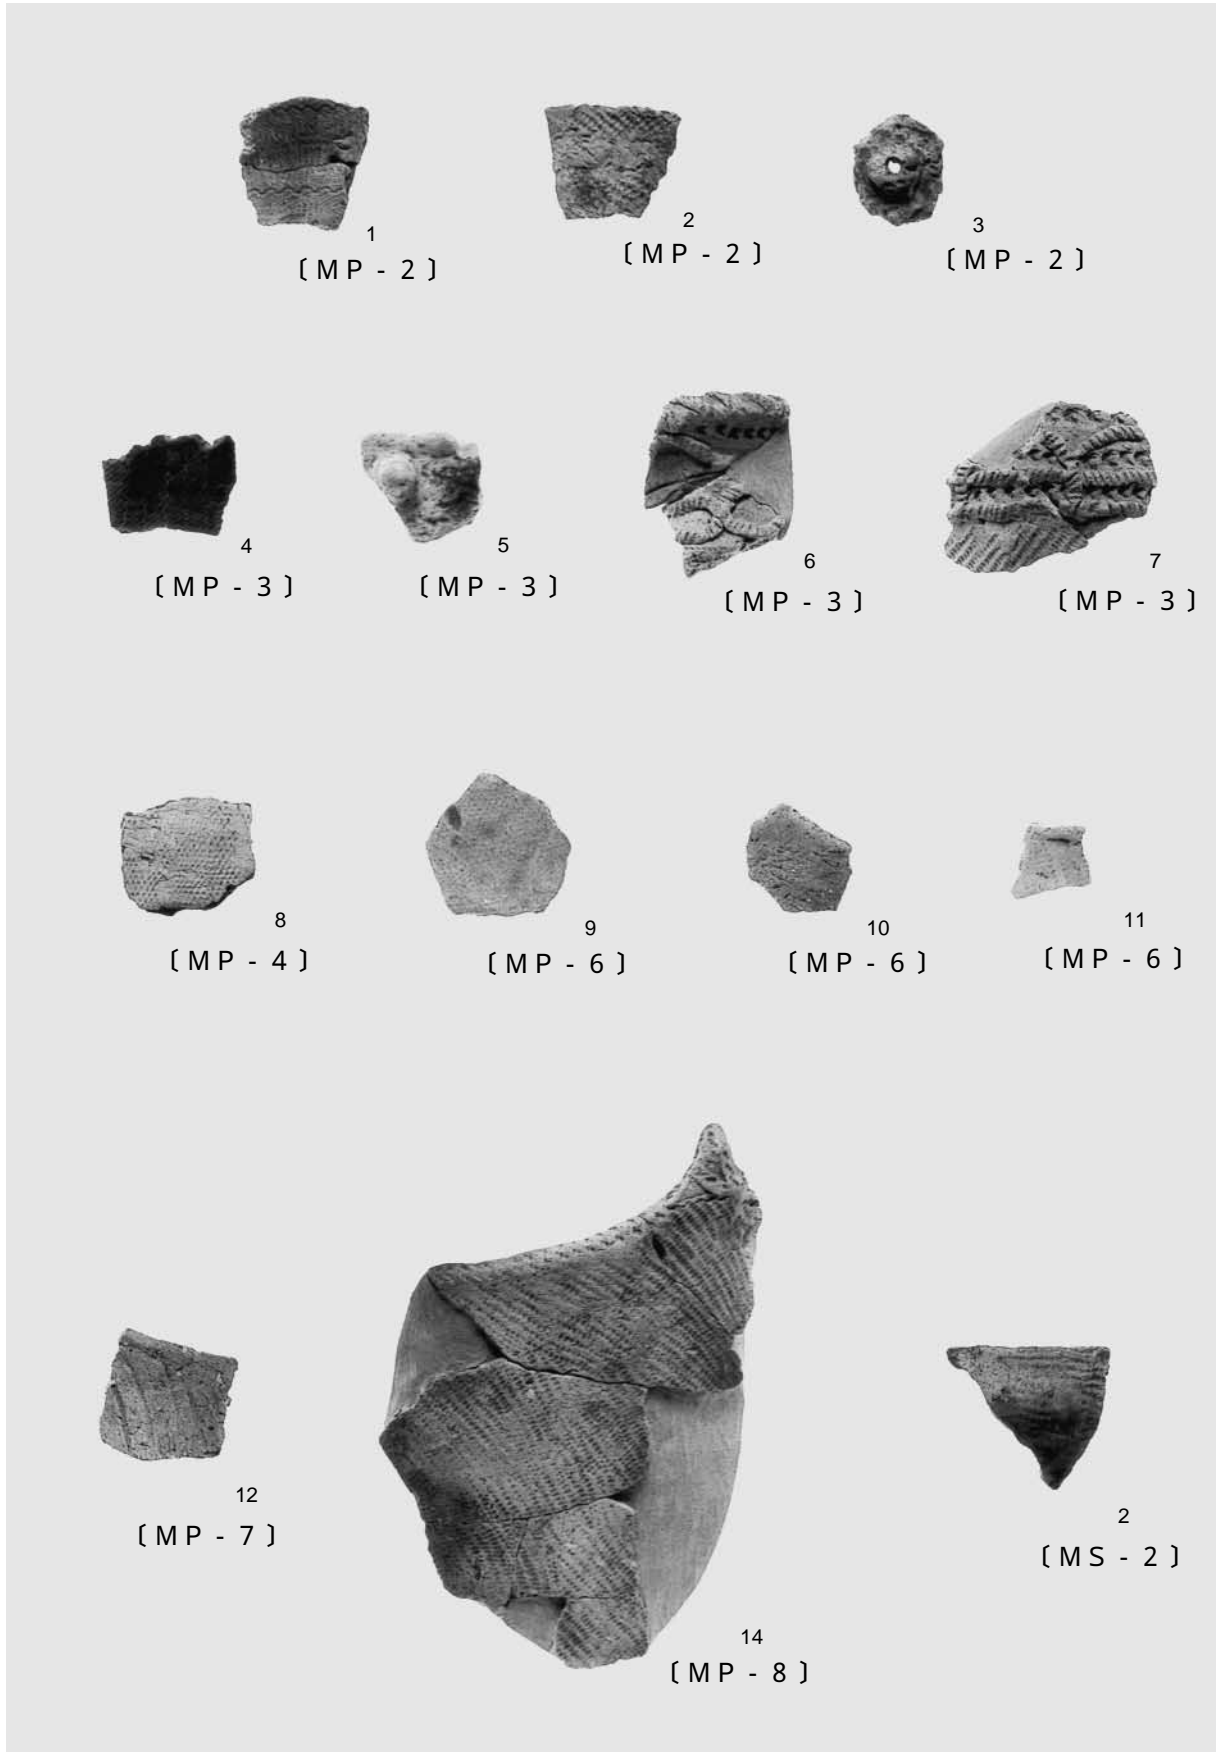 1 2 3
〔MP-2〕 〔MP-2〕 〔MP-2〕
4 5 6 7
〔MP-3〕 〔MP-3〕 〔MP-3〕 〔MP-3〕
8 9 10 11
〔MP-4〕 〔MP-6〕 〔MP-6〕 〔MP-6〕
12 2
〔MP-7〕 〔MS-2〕
14
〔MP-8〕